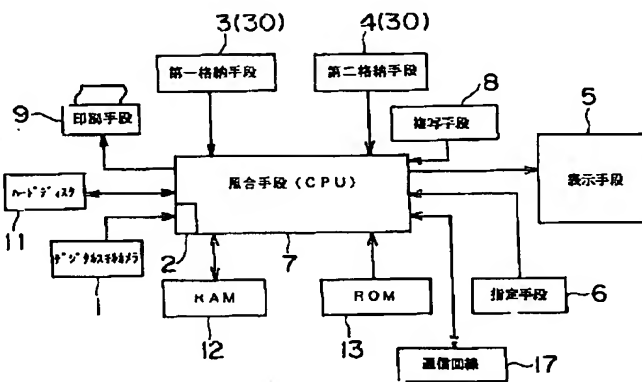 3(30)
4(30)
第一格納手段
第二格納手段
8
5
9
印刷手段
複写手段
手段(CPU)
表示手段
ハードディスク
11
2
7
デジタルスチルカメラ
1
RAM
ROM
指定手段
6
12
13
通信回線
17